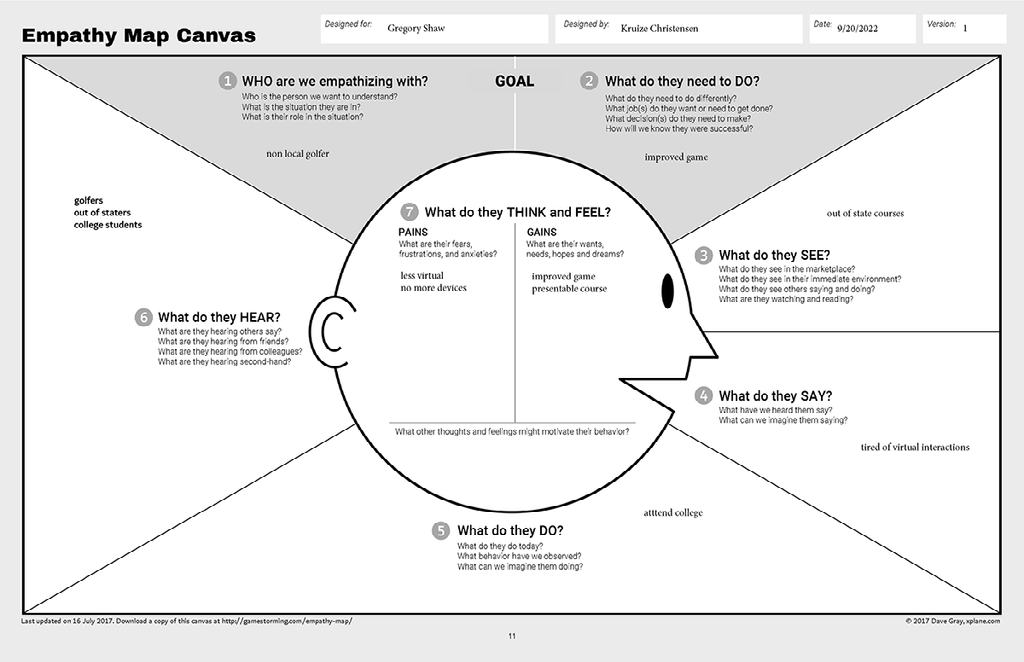 Empathy Map Canvas
Designed for: Gregory Shaw
Designed by: Kruize Christensen
Date: 9/20/2022
Version: 1
1 WHO are we empathizing with?
Who is the person we want to understand?
What is the situation they are in?
What is their role in the situation?
non local golfer
GOAL
2 What do they need to DO?
What do they need to do differently?
What job(s) do they want or need to get done?
What decision(s) do they need to make?
How will we know they were successful?
improved game
out of state courses
3 What do they SEE?
What do they see in the marketplace?
What do they see in their immediate environment?
What do they see others saying and doing?
What are they watching and reading?
4 What do they SAY?
What have we heard them say?
What can we imagine them saying?
tired of virtual interactions
atttend college
5 What do they DO?
What do they do today?
What behavior have we observed?
What can we imagine them doing?
golfers
out of staters
college students
6 What do they HEAR?
What are they hearing others say?
What are they hearing from friends?
What are they hearing from colleagues?
What are they hearing second-hand?
7 What do they THINK and FEEL?
PAINS
What are their fears,
frustrations, and anxieties?
less virtual
no more devices
GAINS
What are their wants,
needs, hopes and dreams?
improved game
presentable course
What other thoughts and feelings might motivate their behavior?
Last updated on 16 July 2017. Download a copy of this canvas at http://gamestorming.com/empathy-map/
© 2017 Dave Gray, xplane.com
11